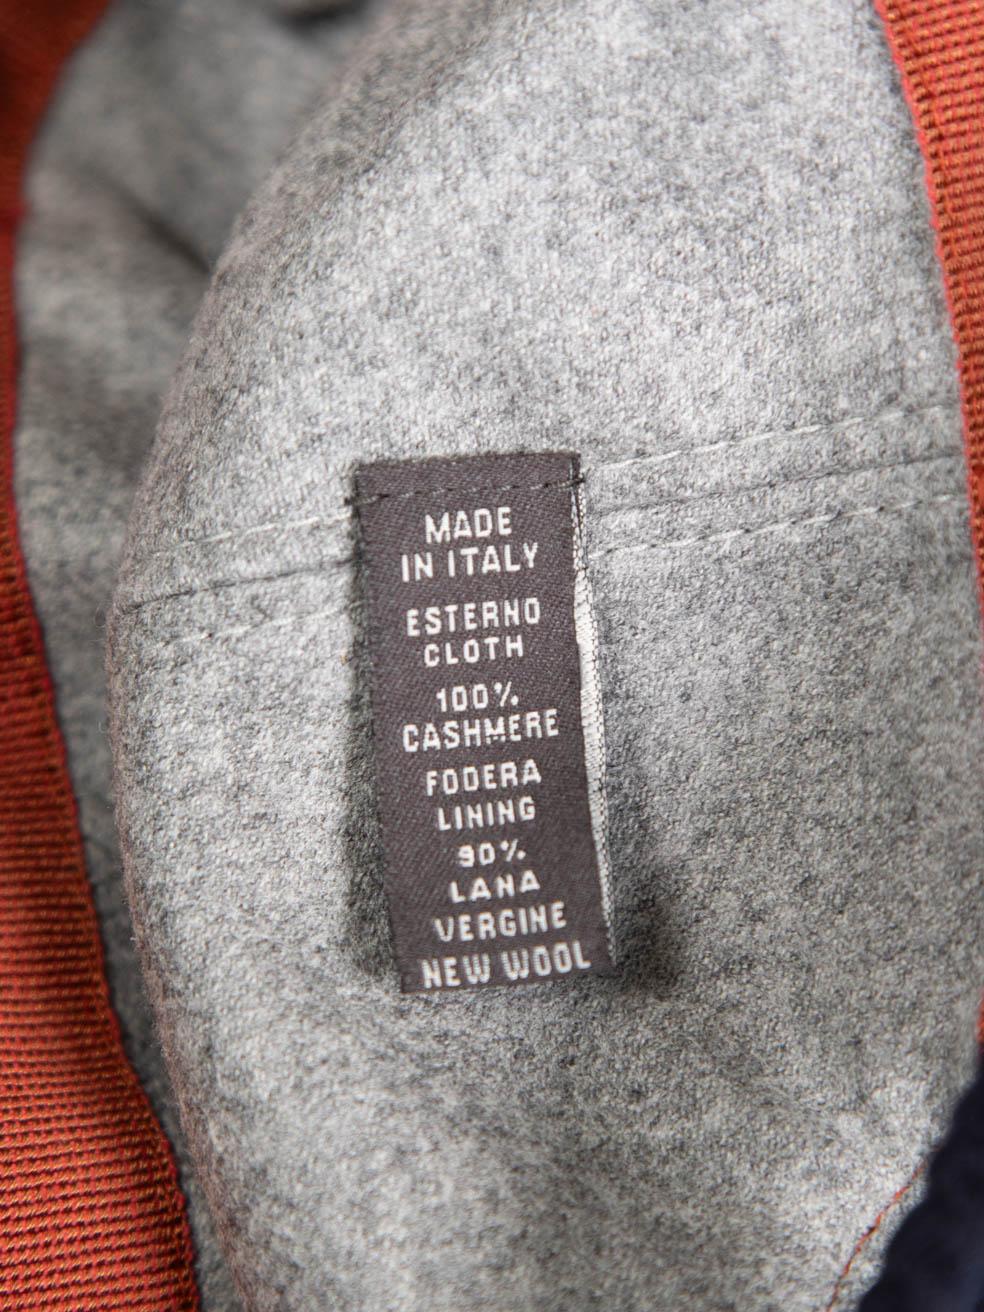 MADE
IN ITALY
ESTERNO
CLOTH
100%
CASHMERE
FODERA
LINING
90%
LANA
VERGINE
NEW WOOL